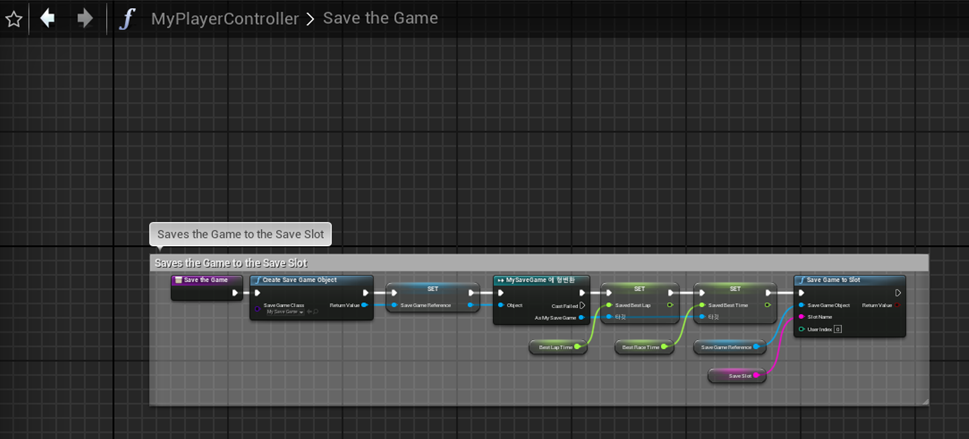 MyPlayerController > Save the Game
Saves the Game to the Save Slot
Saves the Game to the Save Slot
Save the Game
Create Save Game Object
Save Game Class
My Save Game
Return Value
SET
Save Game Reference
MySaveGame 에 형변환
Object
Cast Failed
As My Save Game
SET
Saved Best Lap
타깃
SET
Saved Best Time
타깃
Save Game to Slot
Save Game Object
Return Value
Slot Name
User Index
0
Best Lap Time
Best Race Time
Save Game Reference
Save Slot